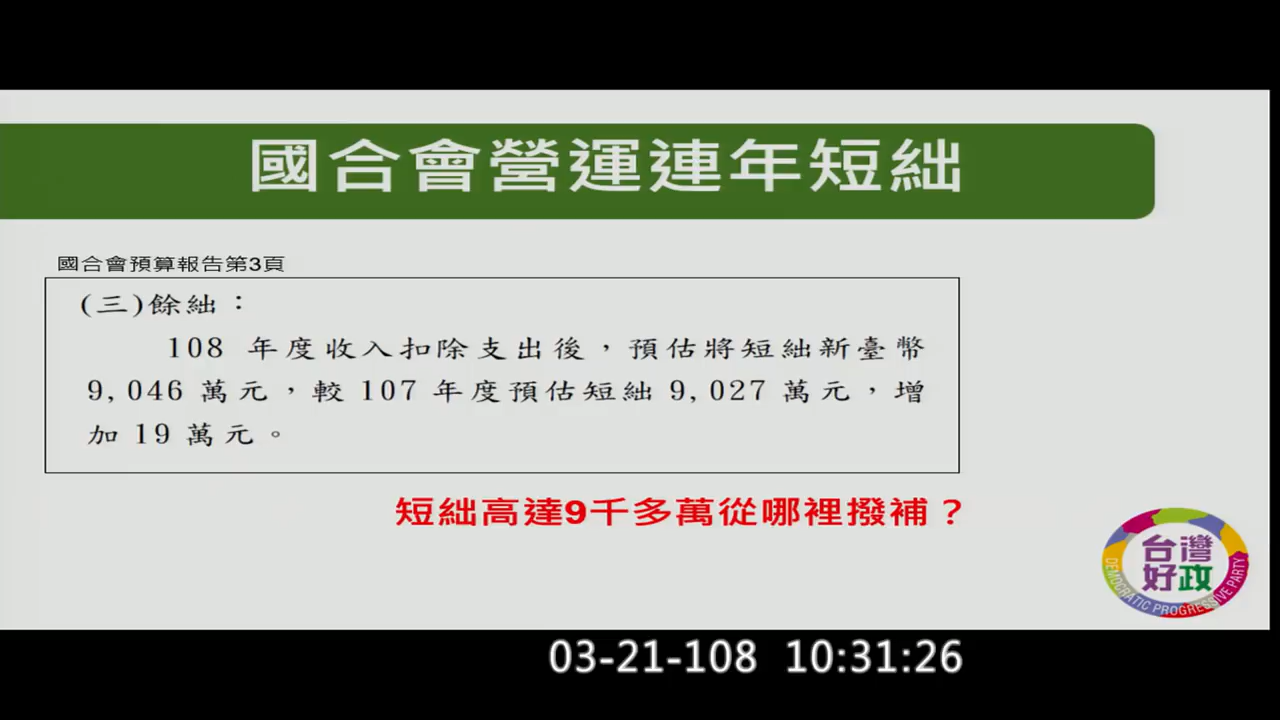 國合會營運連年短絀
國合會預算報告第3頁
(三)餘絀：
108 年度收入扣除支出後，預估將短絀新臺幣
9,046 萬元，較 107 年度預估短絀 9,027 萬元，增
加 19 萬元。
短絀高達9千多萬從哪裡撥補？
台灣
好政
DEMOCRATIC PROGRESSIVE PARTY
03-21-108 10:31:26